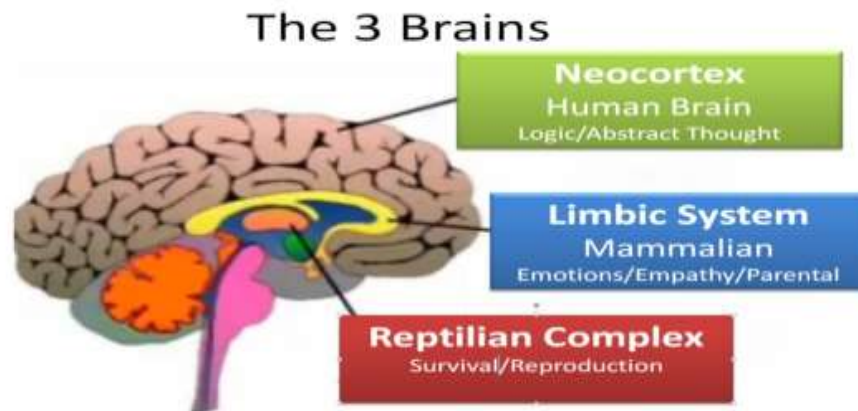 The 3 Brains
Neocortex
Human Brain
Logic/Abstract Thought
Limbic System
Mammalian
Emotions/Empathy/Parental
Reptilian Complex
Survival/Reproduction